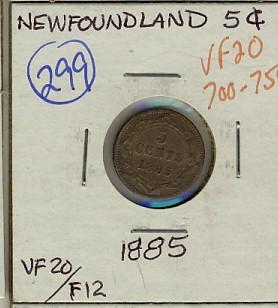 NEWFOUNDLAND 5¢
299
VF20
700-75
5
CENTS
1885
1885
VF20/F12